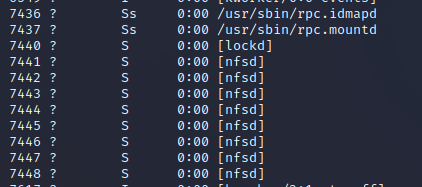 7436 ? Ss 0:00 /usr/sbin/rpc.idmapd
7437 ? Ss 0:00 /usr/sbin/rpc.mountd
7440 ? S 0:00 [lockd]
7441 ? S 0:00 [nfsd]
7442 ? S 0:00 [nfsd]
7443 ? S 0:00 [nfsd]
7444 ? S 0:00 [nfsd]
7445 ? S 0:00 [nfsd]
7446 ? S 0:00 [nfsd]
7447 ? S 0:00 [nfsd]
7448 ? S 0:00 [nfsd]